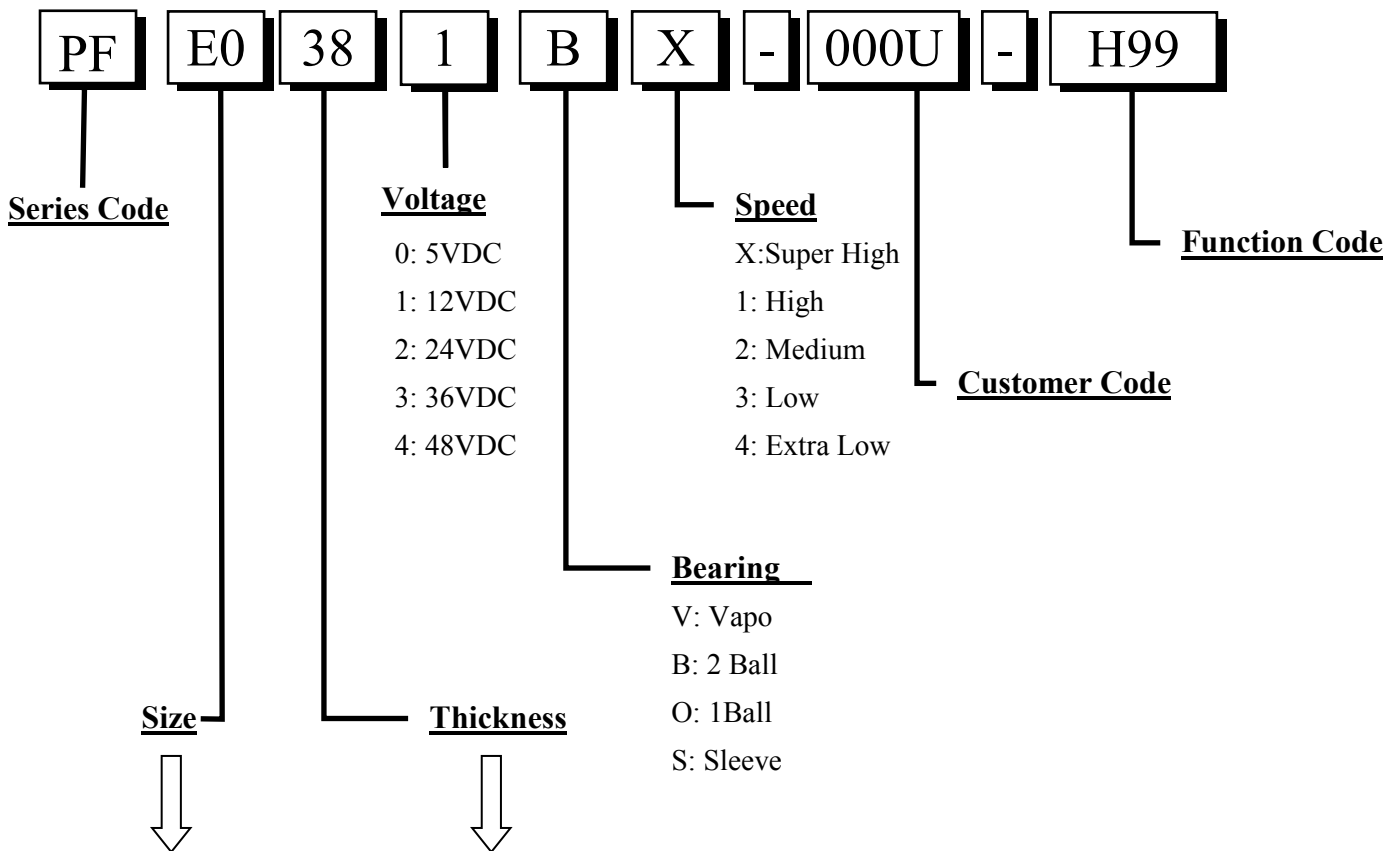 PF E0 38 1 B X - 000U - H99
Series Code
Voltage
0: 5VDC
1: 12VDC
2: 24VDC
3: 36VDC
4: 48VDC
Speed
X:Super High
1: High
2: Medium
3: Low
4: Extra Low
Function Code
Customer Code
Bearing
V: Vapo
B: 2 Ball
O: 1Ball
S: Sleeve
Size
Thickness